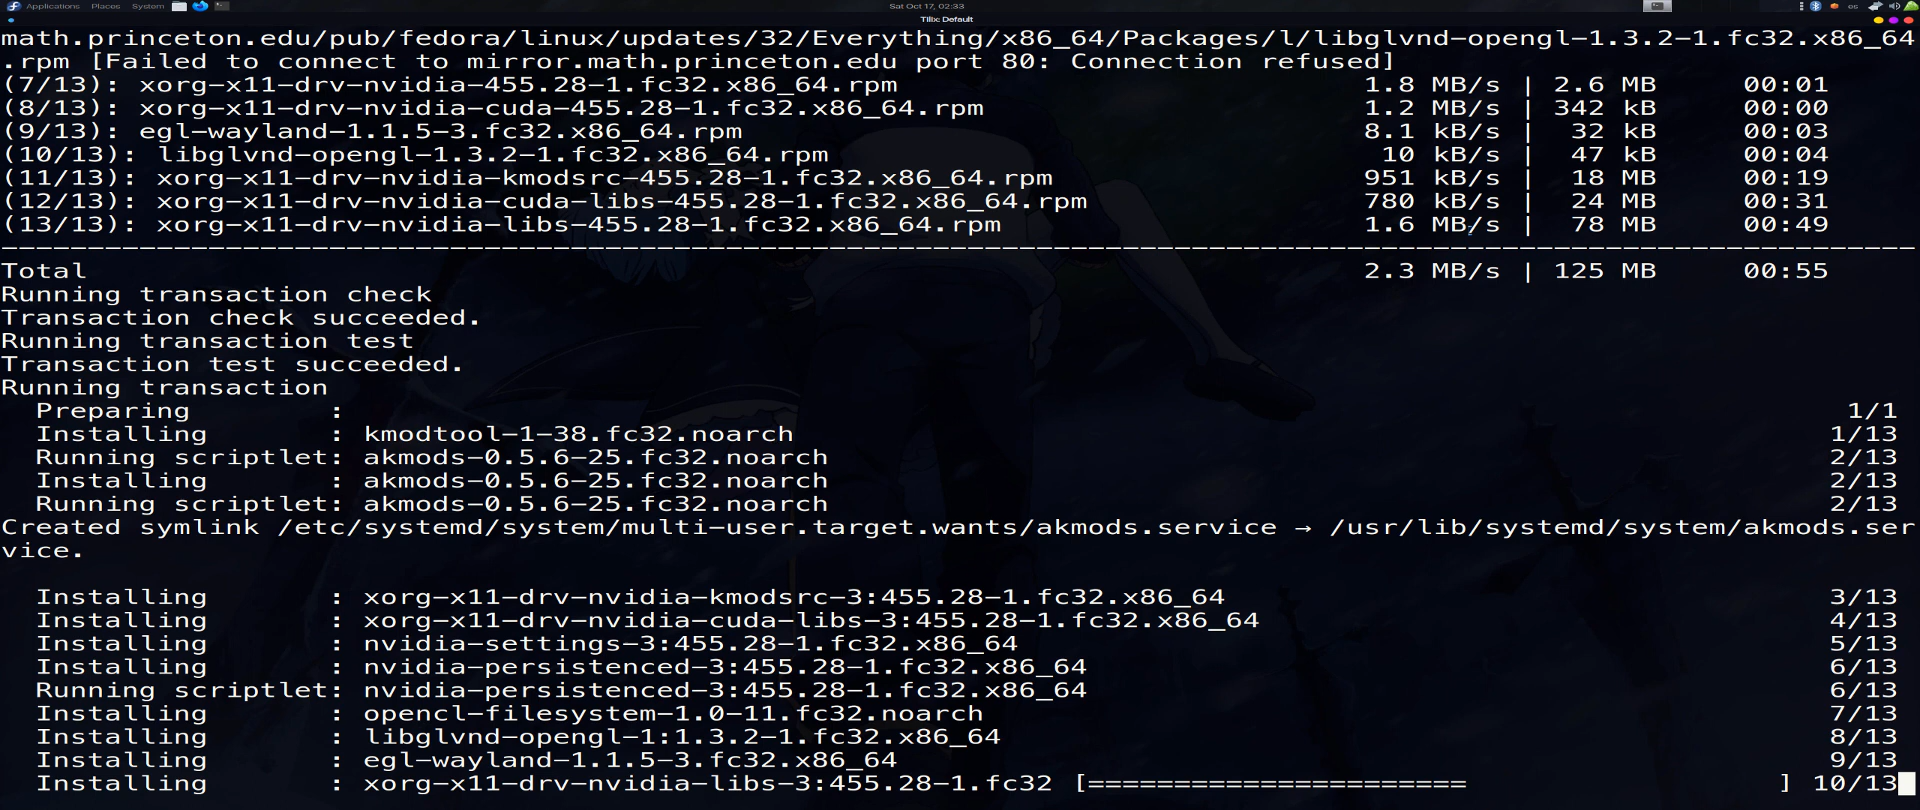 Applications Places System Sat Oct 17, 02:33 es
Tilix: Default
math.princeton.edu/pub/fedora/linux/updates/32/Everything/x86_64/Packages/l/libglvnd-opengl-1.3.2-1.fc32.x86_64
.rpm [Failed to connect to mirror.math.princeton.edu port 80: Connection refused]
(7/13): xorg-x11-drv-nvidia-455.28-1.fc32.x86_64.rpm 1.8 MB/s | 2.6 MB 00:01
(8/13): xorg-x11-drv-nvidia-cuda-455.28-1.fc32.x86_64.rpm 1.2 MB/s | 342 kB 00:00
(9/13): egl-wayland-1.1.5-3.fc32.x86_64.rpm 8.1 kB/s | 32 kB 00:03
(10/13): libglvnd-opengl-1.3.2-1.fc32.x86_64.rpm 10 kB/s | 47 kB 00:04
(11/13): xorg-x11-drv-nvidia-kmodsrc-455.28-1.fc32.x86_64.rpm 951 kB/s | 18 MB 00:19
(12/13): xorg-x11-drv-nvidia-cuda-libs-455.28-1.fc32.x86_64.rpm 780 kB/s | 24 MB 00:31
(13/13): xorg-x11-drv-nvidia-libs-455.28-1.fc32.x86_64.rpm 1.6 MB/s | 78 MB 00:49
--------------------------------------------------------------------------------
Total 2.3 MB/s | 125 MB 00:55
Running transaction check
Transaction check succeeded.
Running transaction test
Transaction test succeeded.
Running transaction
Preparing : 1/1
Installing : kmodtool-1-38.fc32.noarch 1/13
Running scriptlet: akmods-0.5.6-25.fc32.noarch 2/13
Installing : akmods-0.5.6-25.fc32.noarch 2/13
Running scriptlet: akmods-0.5.6-25.fc32.noarch 2/13
Created symlink /etc/systemd/system/multi-user.target.wants/akmods.service → /usr/lib/systemd/system/akmods.ser
vice.
Installing : xorg-x11-drv-nvidia-kmodsrc-3:455.28-1.fc32.x86_64 3/13
Installing : xorg-x11-drv-nvidia-cuda-libs-3:455.28-1.fc32.x86_64 4/13
Installing : nvidia-settings-3:455.28-1.fc32.x86_64 5/13
Installing : nvidia-persistenced-3:455.28-1.fc32.x86_64 6/13
Running scriptlet: nvidia-persistenced-3:455.28-1.fc32.x86_64 6/13
Installing : opencl-filesystem-1.0-11.fc32.noarch 7/13
Installing : libglvnd-opengl-1:1.3.2-1.fc32.x86_64 8/13
Installing : egl-wayland-1.1.5-3.fc32.x86_64 9/13
Installing : xorg-x11-drv-nvidia-libs-3:455.28-1.fc32 [====================== ] 10/13